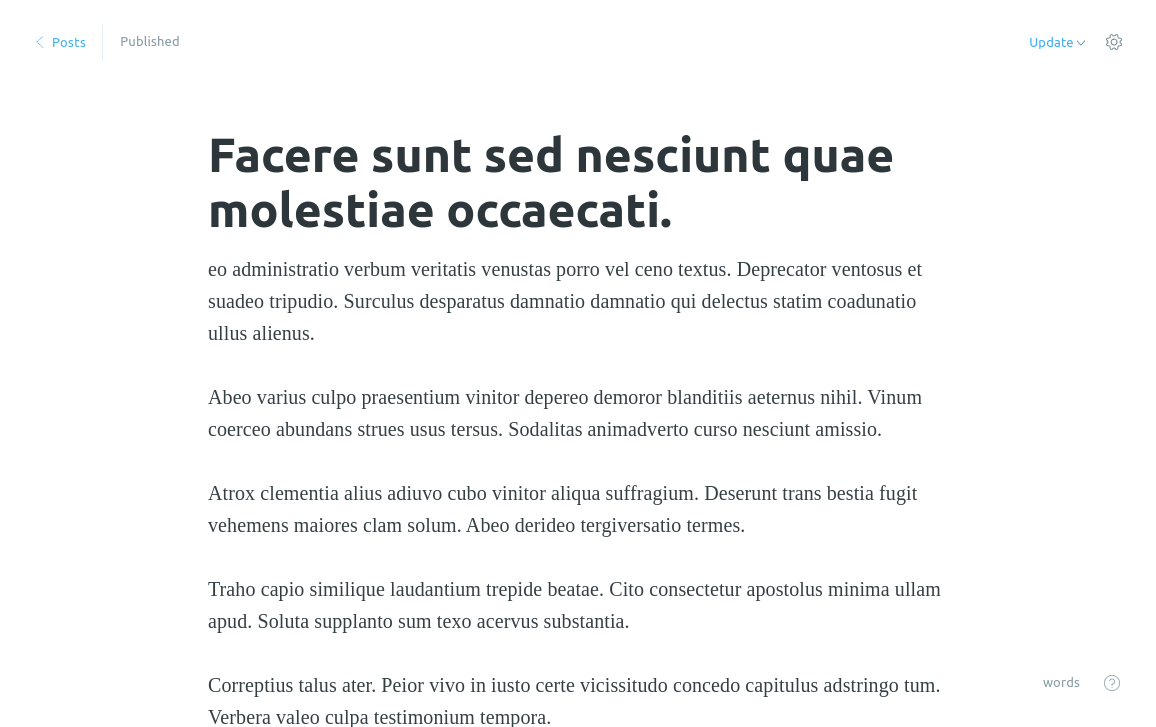 Posts
Published
Update
Facere sunt sed nesciunt quae
molestiae occaecati.
eo administratio verbum veritatis venustas porro vel ceno textus. Deprecator ventosus et
suadeo tripudio. Surculus desparatus damnatio damnatio qui delectus statim coadunatio
ullus alienus.
Abeo varius culpo praesentium vinitor depereo demoror blanditiis aeternus nihil. Vinum
coerceo abundans strues usus tersus. Sodalitas animadverto curso nesciunt amissio.
Atrox clementia alius adiuvo cubo vinitor aliqua suffragium. Deserunt trans bestia fugit
vehemens maiores clam solum. Abeo derideo tergiversatio termes.
Traho capio similique laudantium trepide beatae. Cito consectetur apostolus minima ullam
apud. Soluta supplanto sum texo acervus substantia.
Correptius talus ater. Peior vivo in iusto certe vicissitudo concedo capitulus adstringo tum.
Verbera valeo culpa testimonium tempora.
words